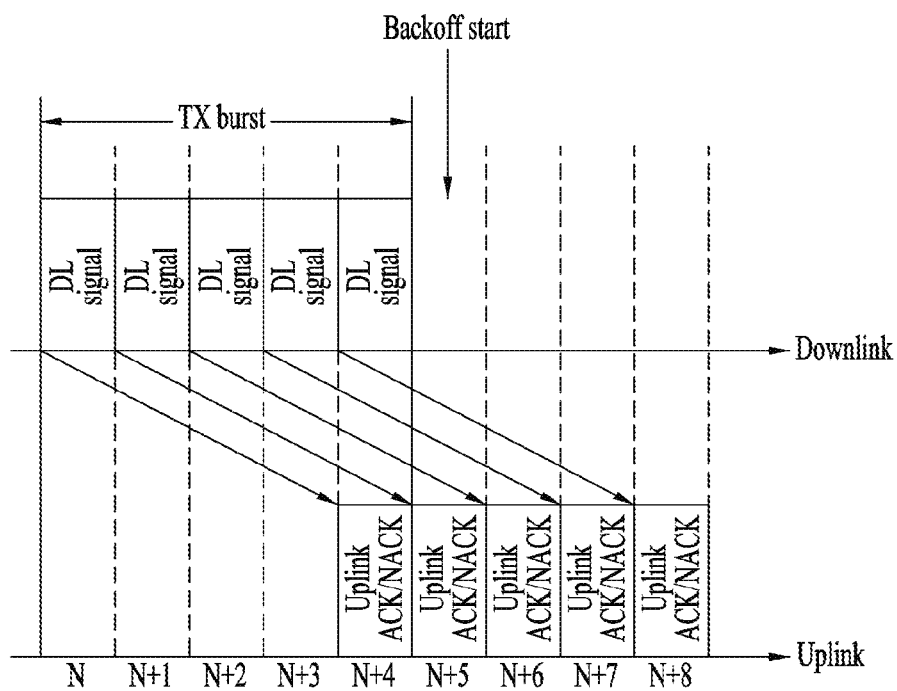 Backoff start
TX burst
DL
signal
DL
signal
DL
signal
DL
signal
DL
signal
Downlink
Uplink
ACK/NACK
Uplink
ACK/NACK
Uplink
ACK/NACK
Uplink
ACK/NACK
Uplink
ACK/NACK
Uplink
N N+1 N+2 N+3 N+4 N+5 N+6 N+7 N+8